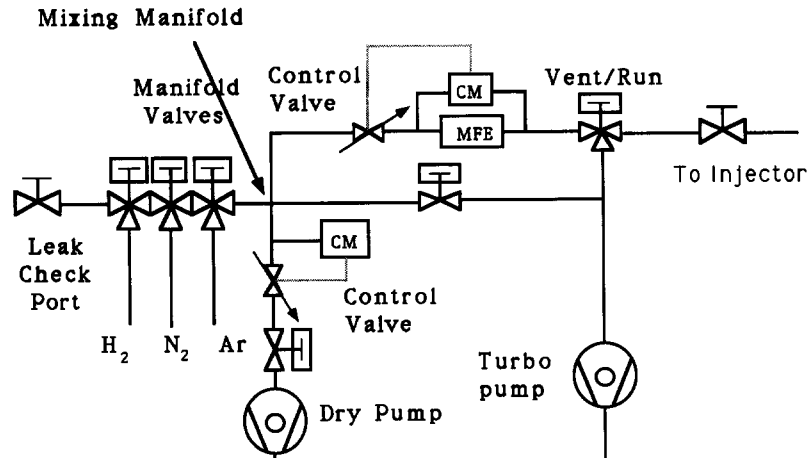 Mixing Manifold
Manifold
Valves
Control
Valve
CM
MFE
Vent/Run
To Injector
Leak
Check
Port
CM
Control
Valve
H₂
N₂
Ar
Dry Pump
Turbo
pump